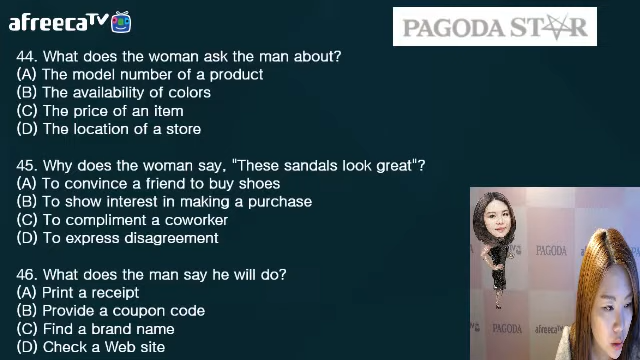 afreecaTV
PAGODA STAR
44. What does the woman ask the man about?
(A) The model number of a product
(B) The availability of colors
(C) The price of an item
(D) The location of a store
45. Why does the woman say, "These sandals look great"?
(A) To convince a friend to buy shoes
(B) To show interest in making a purchase
(C) To compliment a coworker
(D) To express disagreement
46. What does the man say he will do?
(A) Print a receipt
(B) Provide a coupon code
(C) Find a brand name
(D) Check a Web site
PAGODA
PAGODA
afreeca